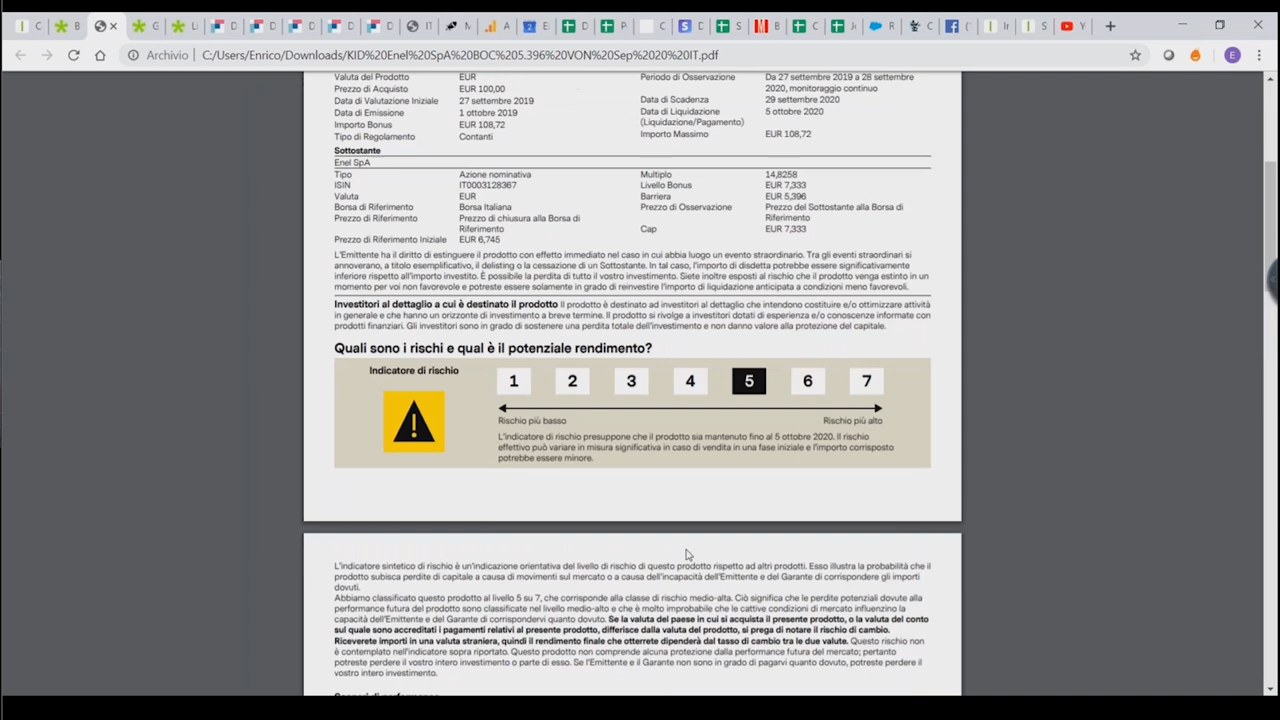 C
B
G
Li
D
D
D
D
D
IT
N
A
E
D
P
C
D
S
B
C
Je
S
C
(
Ir
S
Y
Archivio
C:/Users/Enrico/Downloads/KID%20Enel%20SpA%20BOC%205.396%20VON%20Sep%2020%20IT.pdf
E
Valuta del Prodotto EUR Periodo di Osservazione Da 27 settembre 2019 a 28 settembre
Prezzo di Acquisto EUR 100,00 2020, monitoraggio continuo
Data di Valutazione Iniziale 27 settembre 2019 Data di Scadenza 29 settembre 2020
Data di Emissione 1 ottobre 2019 Data di Liquidazione 5 ottobre 2020
Importo Bonus EUR 108,72 (Liquidazione/Pagamento)
Tipo di Regolamento Contanti Importo Massimo EUR 108,72
Sottostante
Enel SpA
Tipo Azione nominativa Multiplo 14,8258
ISIN IT0003128367 Livello Bonus EUR 7,333
Valuta EUR Barriera EUR 5,396
Borsa di Riferimento Borsa Italiana Prezzo di Osservazione Prezzo del Sottostante alla Borsa di
Prezzo di Riferimento Prezzo di chiusura alla Borsa di Riferimento
Riferimento Cap EUR 7,333
Prezzo di Riferimento Iniziale EUR 6,745
L'Emittente ha il diritto di estinguere il prodotto con effetto immediato nel caso in cui abbia luogo un evento straordinario. Tra gli eventi straordinari si
annoverano, a titolo esemplificativo, il delisting o la cessazione di un Sottostante. In tal caso, l'importo di disdetta potrebbe essere significativamente
inferiore rispetto all'importo investito. È possibile la perdita di tutto il vostro investimento. Siete inoltre esposti al rischio che il prodotto venga estinto in un
momento per voi non favorevole e potreste essere solamente in grado di reinvestire l'importo di liquidazione anticipata a condizioni meno favorevoli.
Investitori al dettaglio a cui è destinato il prodotto Il prodotto è destinato ad investitori al dettaglio che intendono costituire e/o ottimizzare attività
in generale e che hanno un orizzonte di investimento a breve termine. Il prodotto si rivolge a investitori dotati di esperienza e/o conoscenze informate con
prodotti finanziari. Gli investitori sono in grado di sostenere una perdita totale dell'investimento e non danno valore alla protezione del capitale.
Quali sono i rischi e qual è il potenziale rendimento?
Indicatore di rischio
1 2 3 4 5 6 7
Rischio più basso Rischio più alto
L'indicatore di rischio presuppone che il prodotto sia mantenuto fino al 5 ottobre 2020. Il rischio
effettivo può variare in misura significativa in caso di vendita in una fase iniziale e l'importo corrisposto
potrebbe essere minore.
L'indicatore sintetico di rischio è un'indicazione orientativa del livello di rischio di questo prodotto rispetto ad altri prodotti. Esso illustra la probabilità che il
prodotto subisca perdite di capitale a causa di movimenti sul mercato o a causa dell'incapacità dell'Emittente e del Garante di corrispondere gli importi
dovuti.
Abbiamo classificato questo prodotto al livello 5 su 7, che corrisponde alla classe di rischio medio-alta. Ciò significa che le perdite potenziali dovute alla
performance futura del prodotto sono classificate nel livello medio-alto e che è molto improbabile che le cattive condizioni di mercato influenzino la
capacità dell'Emittente e del Garante di corrispondervi quanto dovuto. Se la valuta del paese in cui si acquista il presente prodotto, o la valuta del conto
sul quale sono accreditati i pagamenti relativi al presente prodotto, differisce dalla valuta del prodotto, si prega di notare il rischio di cambio.
Riceverete importi in una valuta straniera, quindi il rendimento finale che otterrete dipenderà dal tasso di cambio tra le due valute. Questo rischio non
è contemplato nell'indicatore sopra riportato. Questo prodotto non comprende alcuna protezione dalla performance futura del mercato; pertanto
potreste perdere il vostro intero investimento o parte di esso. Se l'Emittente e il Garante non sono in grado di pagarvi quanto dovuto, potreste perdere il
vostro intero investimento.